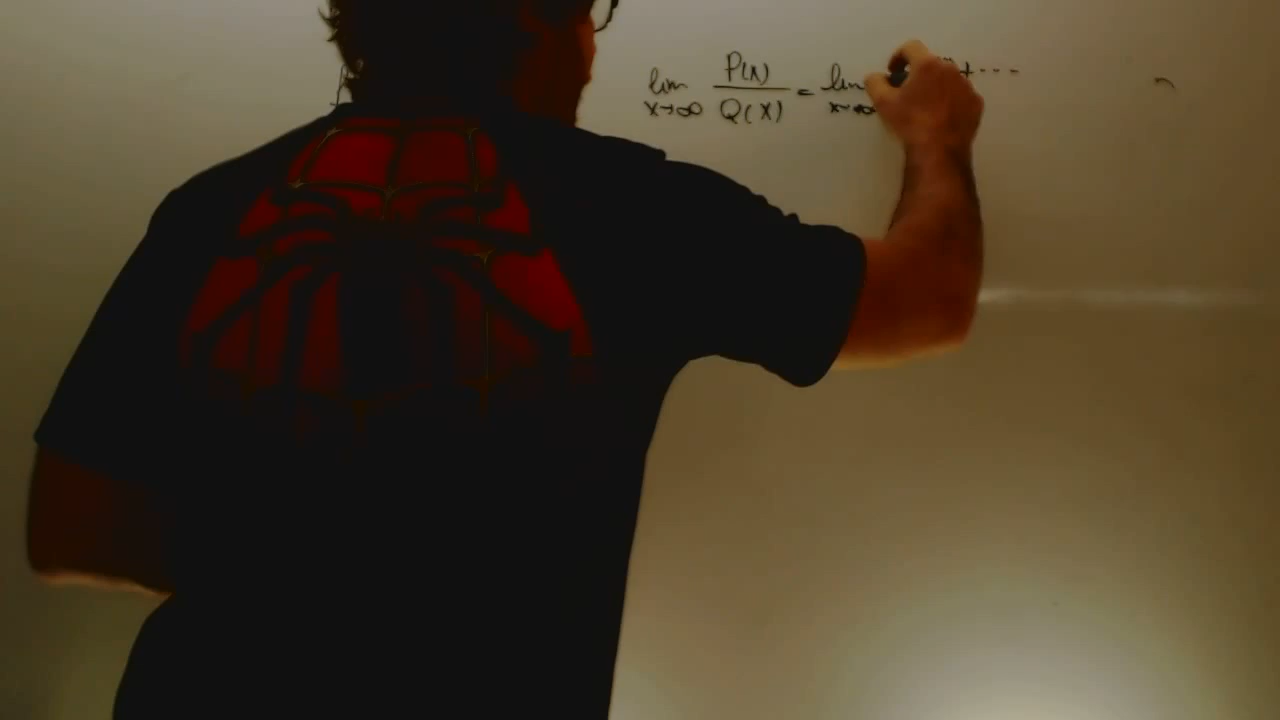 lim P(x) / Q(x) = lim m + ...
x→∞ x→∞